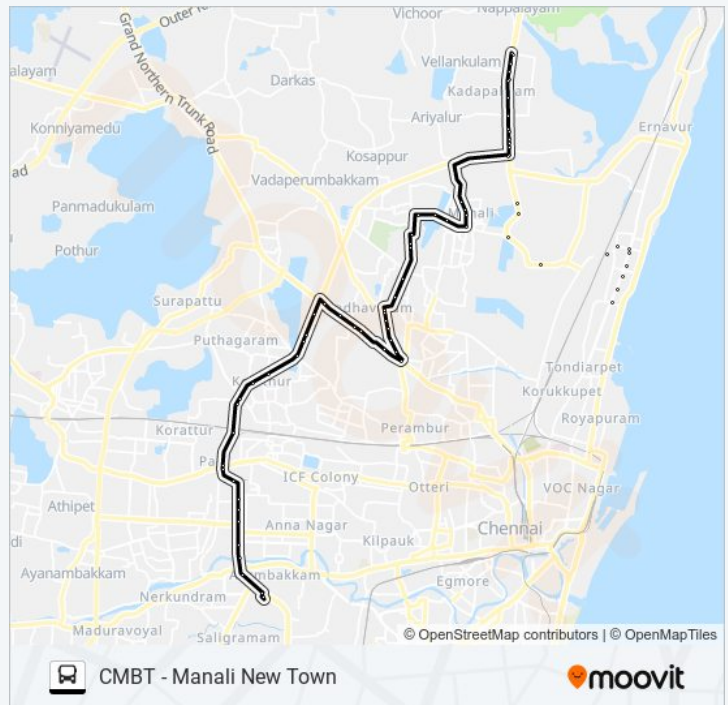 Vichoor
Nappalayam
Outer
Grand Northern Trunk Road
Vellankulam
alayam
Darkas
Kadapakkam
Ariyalur
Konniyamedu
Ernavur
Kosappur
ad
Vadaperumbakkam
Panmadukulam
Manali
Pothur
Surapattu
Puthagaram
Tondiarpet
Korukkupet
Korattur
Perambur
Royapuram
ICF Colony
Otteri
VOC Nagar
Athipet
Anna Nagar
Chennai
di
Kilpauk
Ayanambakkam
Egmore
Nerkundram
Maduravoyal
Saligramam
© OpenStreetMap contributors | © OpenMapTiles
CMBT - Manali New Town
moovit